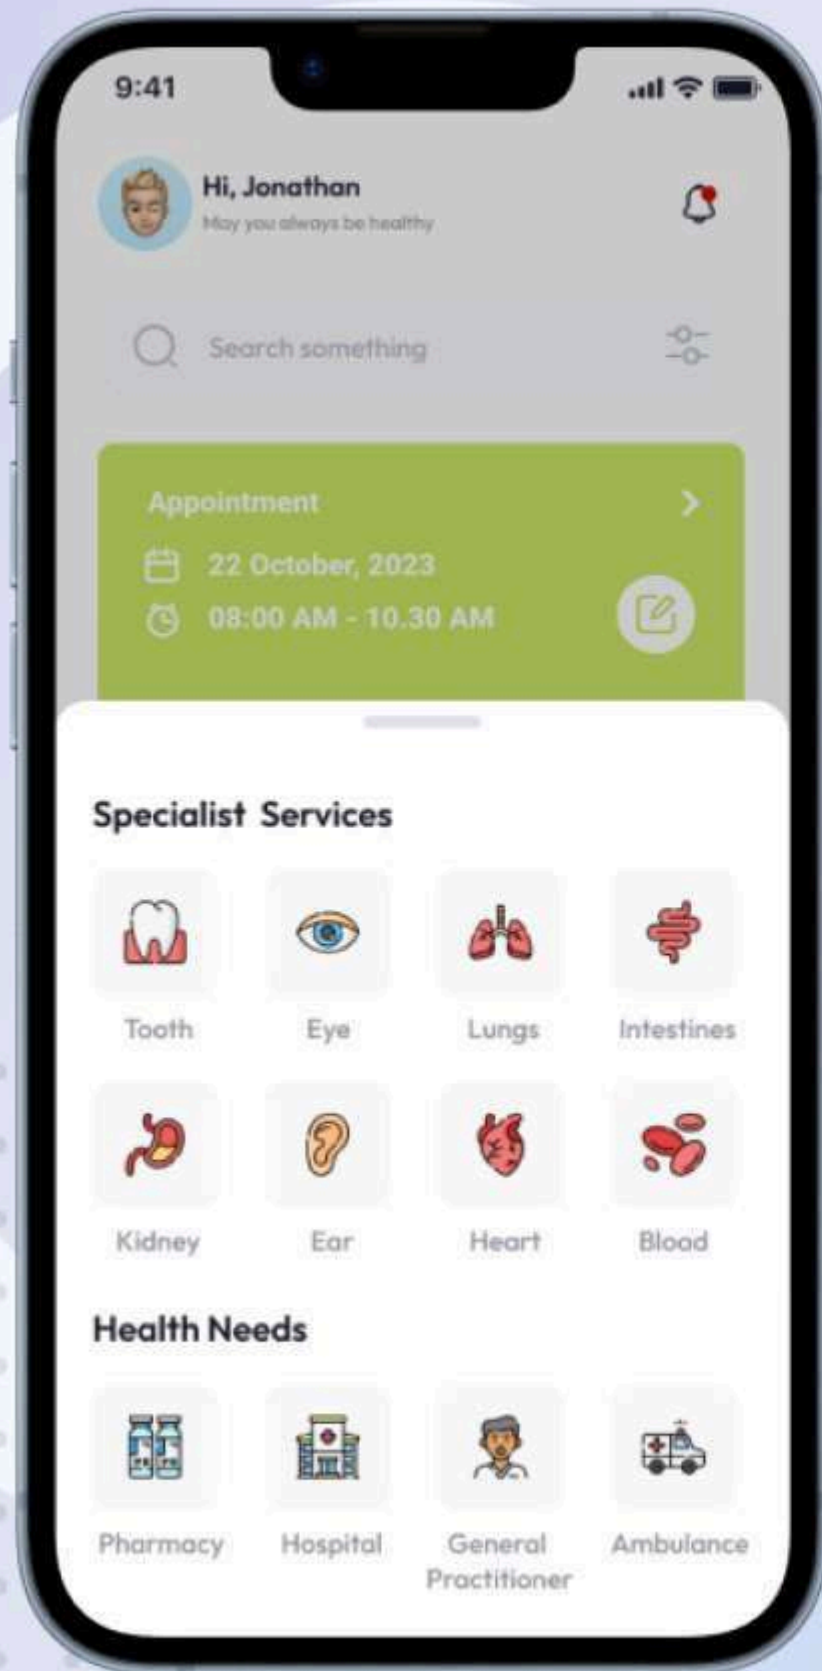 9:41
Hi, Jonathan
May you always be healthy
Search something
Appointment
22 October, 2023
08:00 AM - 10.30 AM
Specialist Services
Tooth Eye Lungs Intestines
Kidney Ear Heart Blood
Health Needs
Pharmacy Hospital General Ambulance
Practitioner